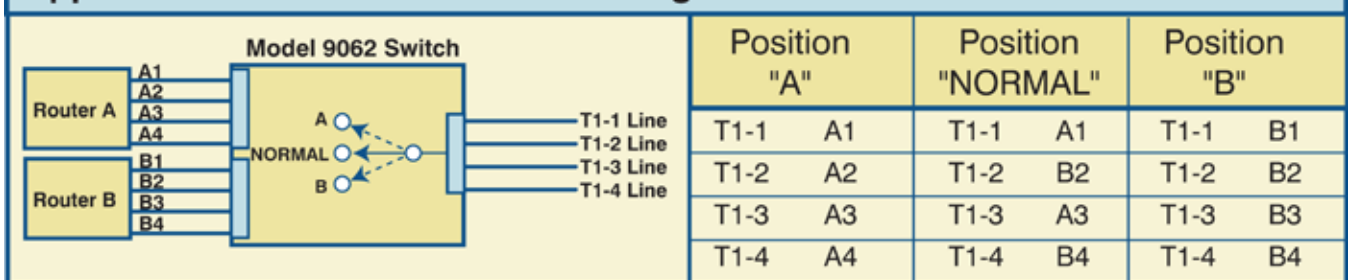 Model 9062 Switch
Router A
A1
A2
A3
A4
Router B
B1
B2
B3
B4
A
NORMAL
B
T1-1 Line
T1-2 Line
T1-3 Line
T1-4 Line
Position "A" Position "NORMAL" Position "B"
T1-1 A1 T1-1 A1 T1-1 B1
T1-2 A2 T1-2 B2 T1-2 B2
T1-3 A3 T1-3 A3 T1-3 B3
T1-4 A4 T1-4 B4 T1-4 B4